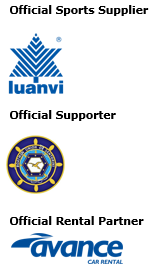 Official Sports Supplier
luanvi
Official Supporter
Official Rental Partner
avance
CAR RENTAL